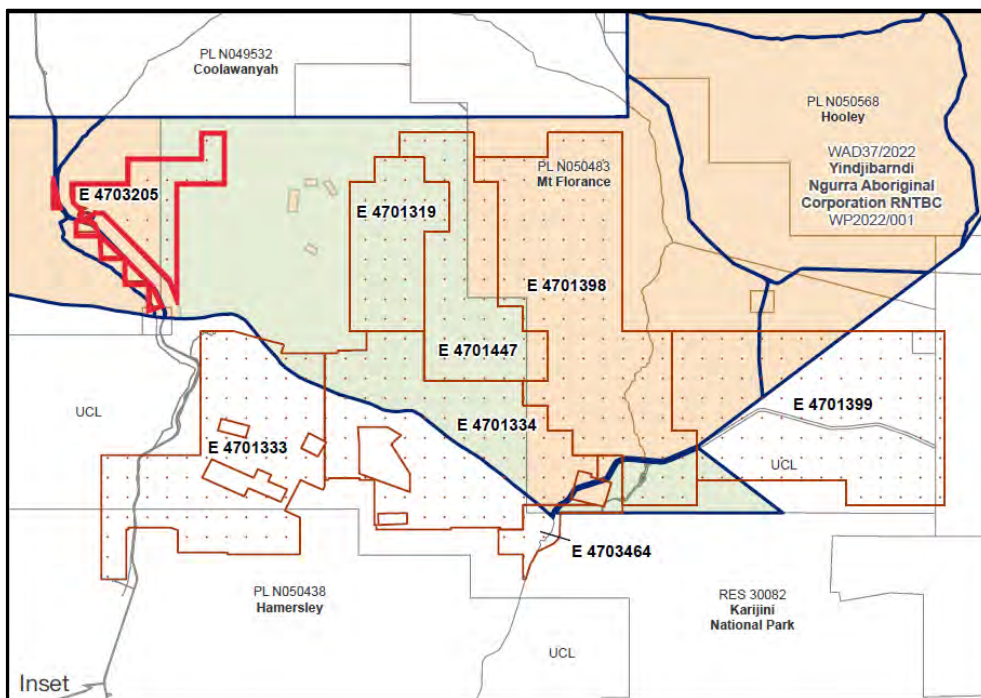 PL N049532
Coolawanyah
PL N050568
Hooley
WAD37/2022
Yindjibarndi
Ngurra Aboriginal
Corporation RNTBC
WP2022/001
PL N050483
Mt Florance
E 4703205
E 4701319
E 4701398
E 4701447
E 4701399
UCL
E 4701334
E 4701333
UCL
E 4703464
PL N050438
Hamersley
RES 30082
Karijini
National Park
UCL
Inset